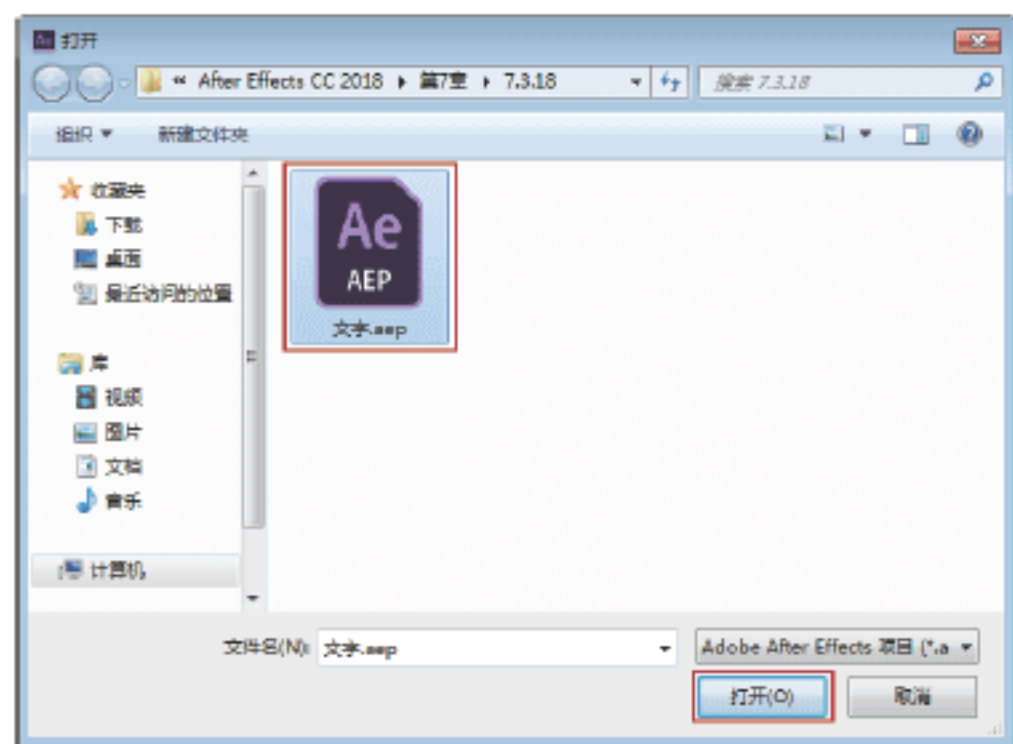 Ae 打开
« After Effects CC 2018 ▸ 第7章 ▸ 7.3.18
搜索 7.3.18
组织 新建文件夹
收藏夹
下载
桌面
最近访问的位置
库
视频
图片
文档
音乐
计算机
Ae
AEP
文字.aep
文件名(N): 文字.aep
Adobe After Effects 项目 (*.a
打开(O) 取消